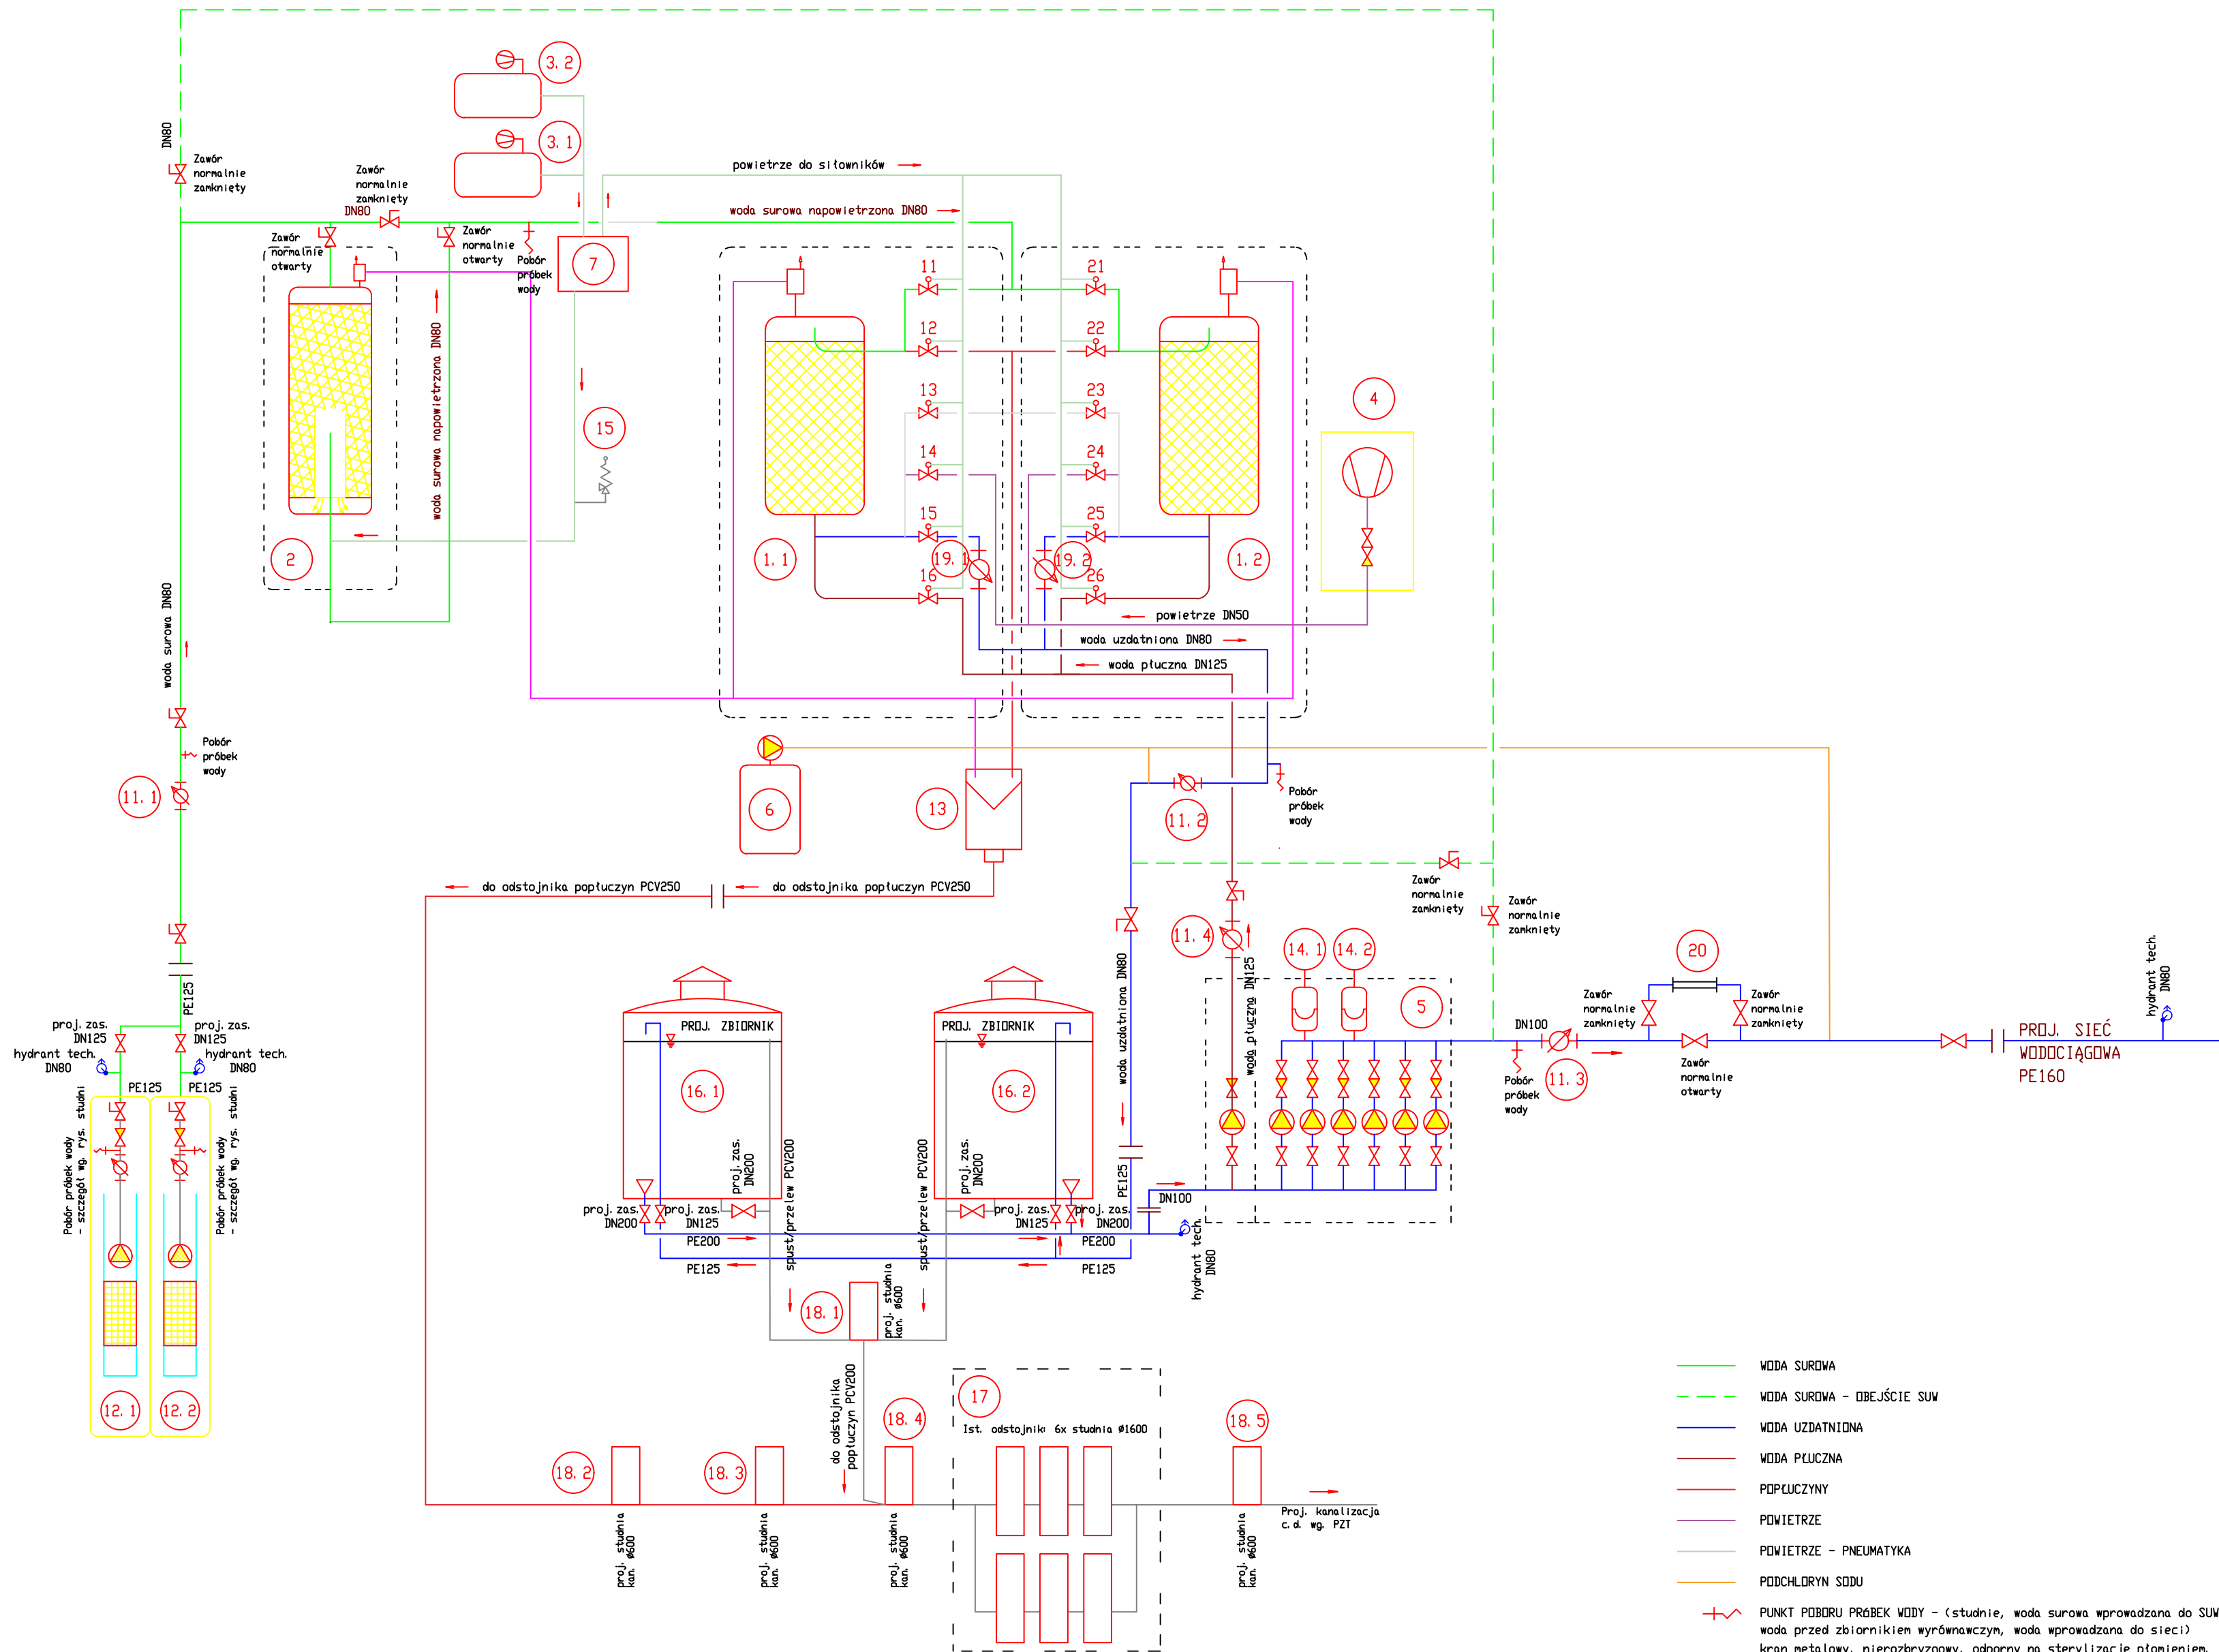 3. 2
3. 1
DN80
Zawór
normalnie
zamknięty
Zawór
normalnie
zamknięty
DN80
powietrze do siłowników
woda surowa napowietrzona DN80
Zawór
normalnie
otwarty
Zawór
normalnie
otwarty
Pobór
próbek
wody
7
11
21
12
22
13
23
14
24
15
25
16
26
4
15
woda surowa napowietrzona DN80
2
1. 1
19. 1
19. 2
1. 2
powietrze DN50
woda uzdatniona DN80
woda płuczna DN125
woda surowa DN80
Pobór
próbek
wody
11. 1
6
13
11. 2
Pobór
próbek
wody
do odstojnika popłuczyn PCV250
do odstojnika popłuczyn PCV250
Zawór
normalnie
zamknięty
Zawór
normalnie
zamknięty
11. 4
14. 1
14. 2
5
20
woda uzdatniona DN80
woda płuczna DN125
PE125
proj. zas.
DN125
proj. zas.
DN125
hydrant tech.
DN80
hydrant tech.
DN80
PE125
PE125
Pobór próbek wody
- szczegół wg. rys. studni
Pobór próbek wody
- szczegół wg. rys. studni
12. 1
12. 2
PROJ. ZBIORNIK
PROJ. ZBIORNIK
16. 1
16. 2
proj. zas.
DN200
proj. zas.
DN200
proj. zas.
DN200
proj. zas.
DN125
proj. zas.
DN125
proj. zas.
DN200
spust/przelew PCV200
spust/przelew PCV200
PE200
PE200
PE125
PE125
PE125
DN100
hydrant tech.
DN80
DN100
Pobór
próbek
wody
11. 3
Zawór
normalnie
zamknięty
Zawór
normalnie
zamknięty
Zawór
normalnie
otwarty
PROJ. SIEĆ
WODOCIĄGOWA
PE160
hydrant tech.
DN80
18. 1
proj. studnia
kan. Ø600
do odstojnika
popłuczyn PCV200
18. 2
18. 3
18. 4
17
Ist. odstojnik: 6x studnia Ø1600
18. 5
proj. studnia
kan. Ø600
proj. studnia
kan. Ø600
proj. studnia
kan. Ø600
proj. studnia
kan. Ø600
Proj. kanalizacja
c. d. wg. PZT
WODA SUROWA
WODA SUROWA - OBEJŚCIE SUW
WODA UZDATNIONA
WODA PŁUCZNA
POPŁUCZYNY
POWIETRZE
POWIETRZE - PNEUMATYKA
PODCHLORYN SODU
PUNKT POBORU PRÓBEK WODY - (studnie, woda surowa wprowadzana do SUW
woda przed zbiornikiem wyrównawczym, woda wprowadzana do sieci)
kran metalowy, nierozbryzgowy, odporny na sterylizację płomieniem.